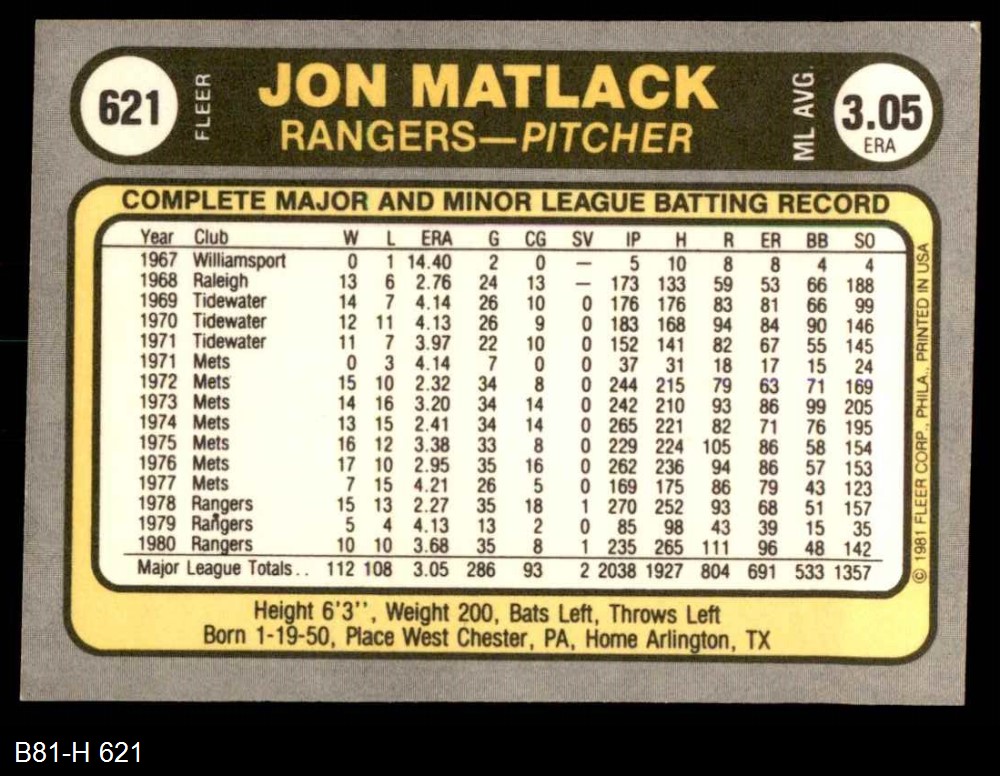 621 FLEER JON MATLACK ML AVG. 3.05
RANGERS—PITCHER ERA
COMPLETE MAJOR AND MINOR LEAGUE BATTING RECORD
Year Club W L ERA G CG SV IP H R ER BB SO
1967 Williamsport 0 1 14.40 2 0 — 5 10 8 8 4 4
1968 Raleigh 13 6 2.76 24 13 — 173 133 59 53 66 188
1969 Tidewater 14 7 4.14 26 10 0 176 176 83 81 66 99
1970 Tidewater 12 11 4.13 26 9 0 183 168 94 84 90 146
1971 Tidewater 11 7 3.97 22 10 0 152 141 82 67 55 145
1971 Mets 0 3 4.14 7 0 0 37 31 18 17 15 24
1972 Mets 15 10 2.32 34 8 0 244 215 79 63 71 169
1973 Mets 14 16 3.20 34 14 0 242 210 93 86 99 205
1974 Mets 13 15 2.41 34 14 0 265 221 82 71 76 195
1975 Mets 16 12 3.38 33 8 0 229 224 105 86 58 154
1976 Mets 17 10 2.95 35 16 0 262 236 94 86 57 153
1977 Mets 7 15 4.21 26 5 0 169 175 86 79 43 123
1978 Rangers 15 13 2.27 35 18 1 270 252 93 68 51 157
1979 Rangers 5 4 4.13 13 2 0 85 98 43 39 15 35
1980 Rangers 10 10 3.68 35 8 1 235 265 111 96 48 142
Major League Totals.. 112 108 3.05 286 93 2 2038 1927 804 691 533 1357
© 1981 FLEER CORP., PHILA., PRINTED IN USA
Height 6'3'', Weight 200, Bats Left, Throws Left
Born 1-19-50, Place West Chester, PA, Home Arlington, TX
B81-H 621